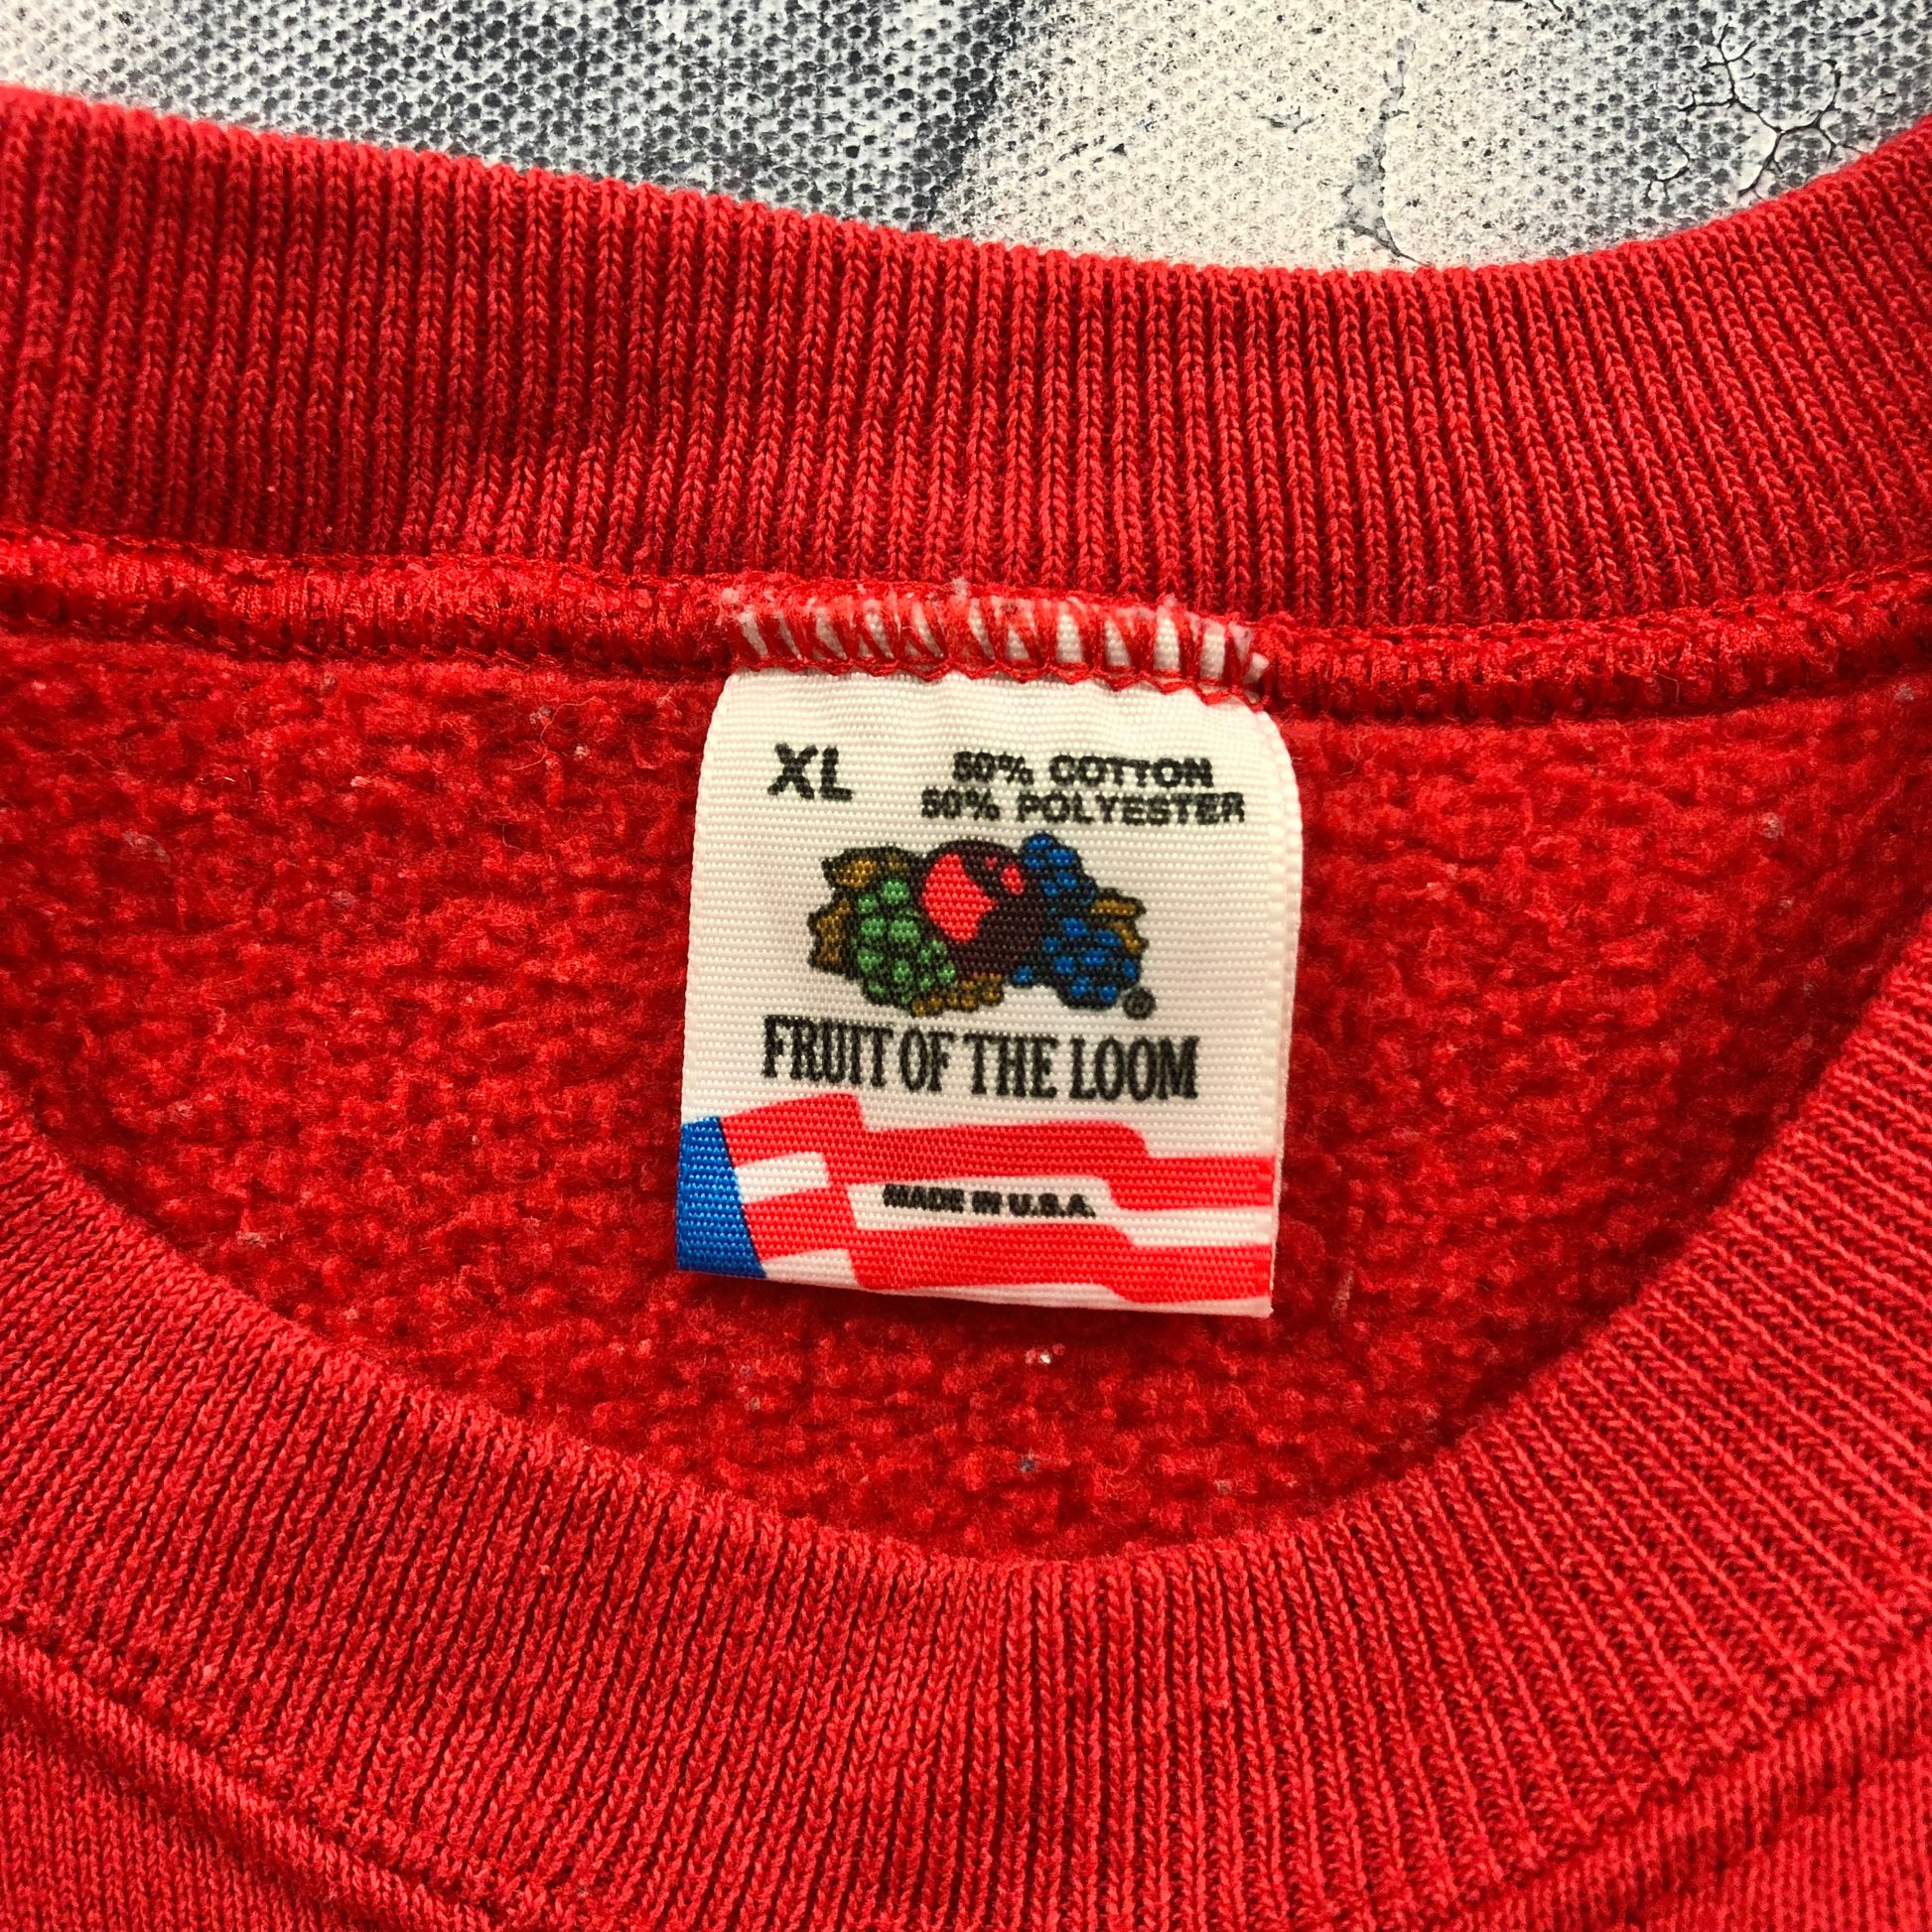 XL
50% COTTON
50% POLYESTER
®
FRUIT OF THE LOOM
MADE IN U.S.A.